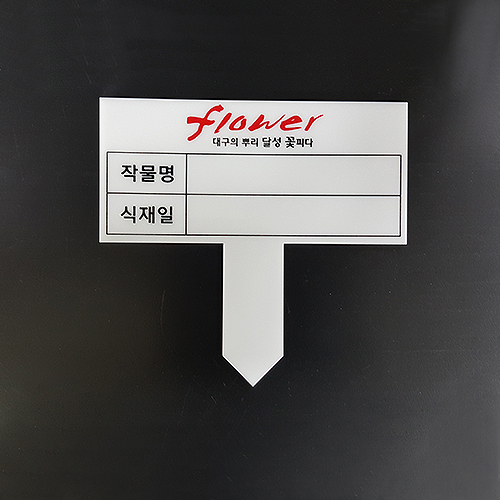 flower
대구의 뿌리 달성 꽃피다
작물명
식재일